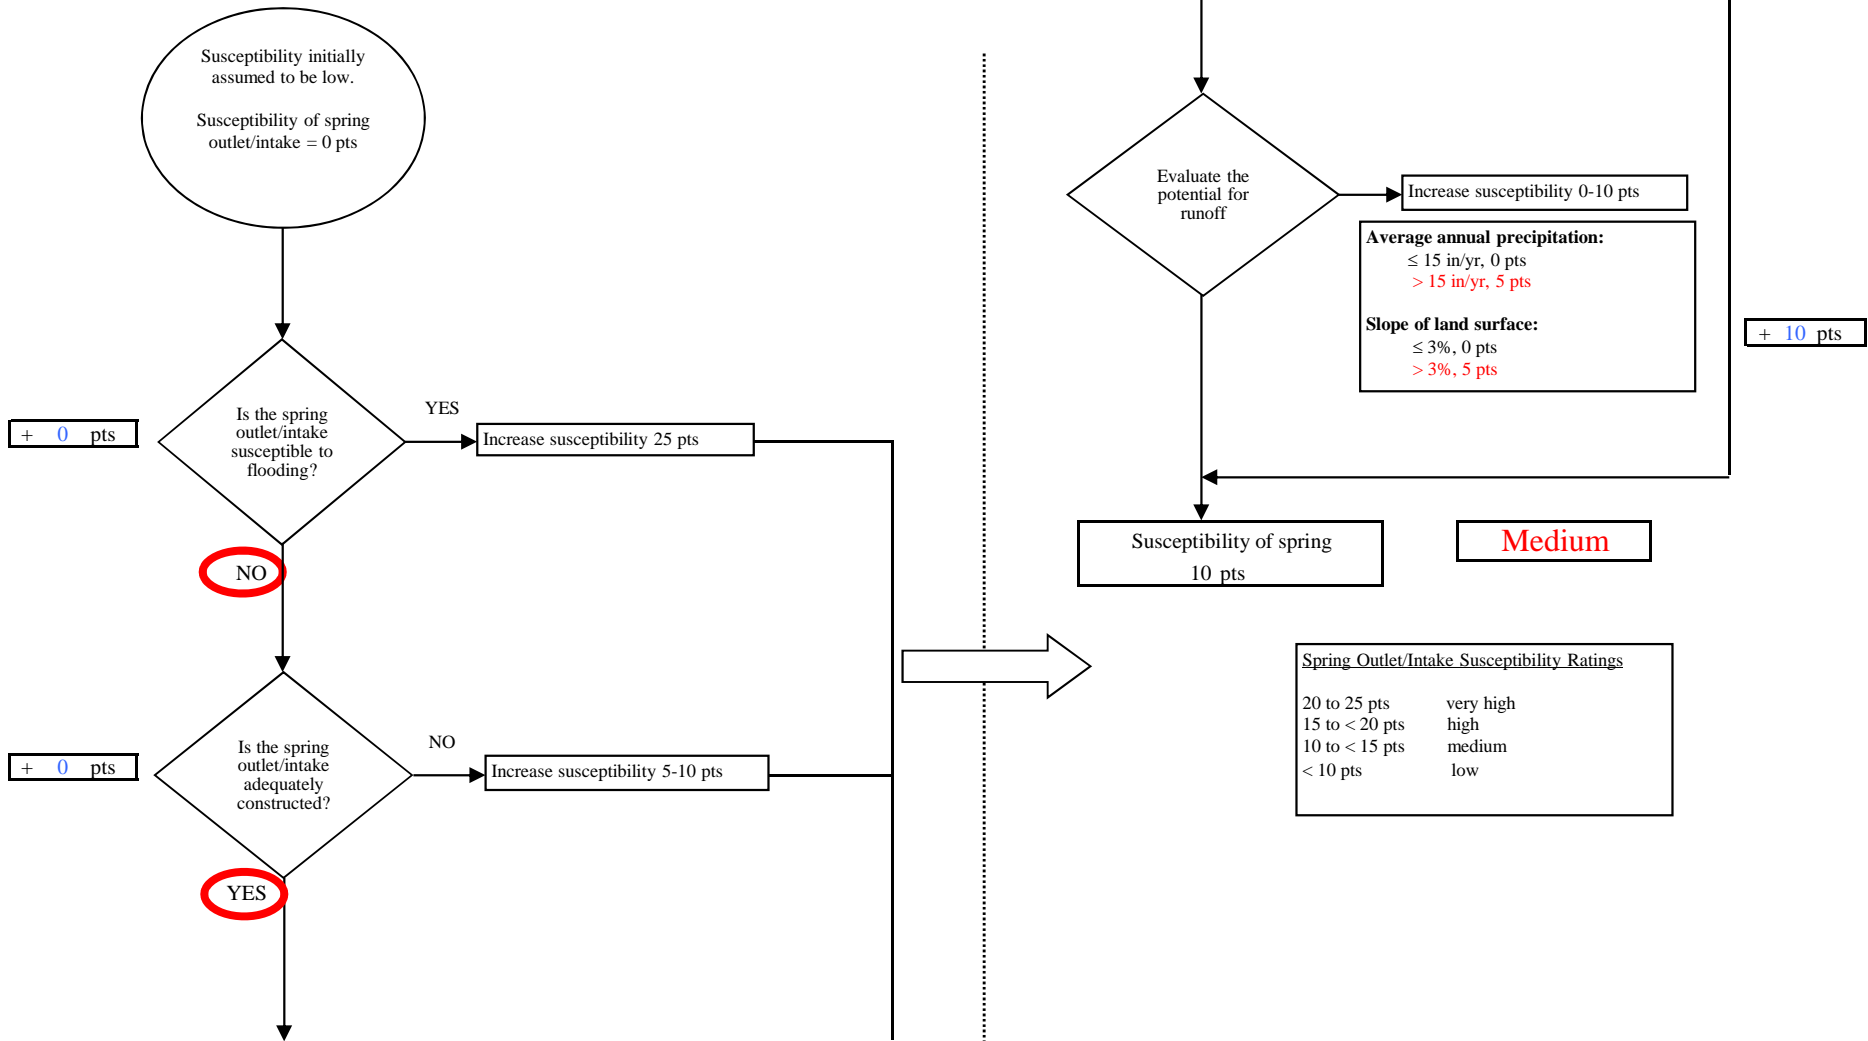 Susceptibility initially
assumed to be low.
Susceptibility of spring
outlet/intake = 0 pts
Is the spring
outlet/intake
susceptible to
flooding?
YES
Increase susceptibility 25 pts
+ 0 pts
NO
Is the spring
outlet/intake
adequately
constructed?
NO
Increase susceptibility 5-10 pts
+ 0 pts
YES
Evaluate the
potential for
runoff
Increase susceptibility 0-10 pts
Average annual precipitation:
≤ 15 in/yr, 0 pts
> 15 in/yr, 5 pts
Slope of land surface:
≤ 3%, 0 pts
> 3%, 5 pts
+ 10 pts
Susceptibility of spring
10 pts
Medium
Spring Outlet/Intake Susceptibility Ratings
20 to 25 pts very high
15 to < 20 pts high
10 to < 15 pts medium
< 10 pts low